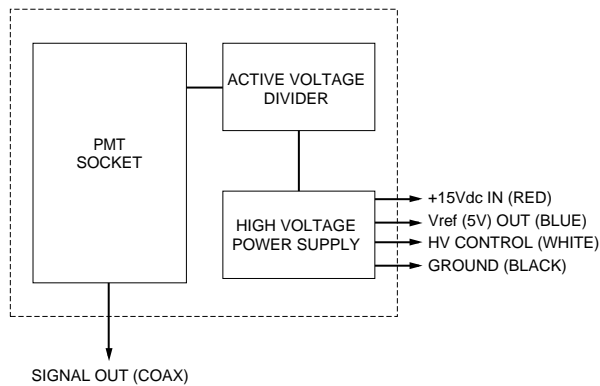 PMT
SOCKET
ACTIVE VOLTAGE
DIVIDER
HIGH VOLTAGE
POWER SUPPLY
+15Vdc IN (RED)
Vref (5V) OUT (BLUE)
HV CONTROL (WHITE)
GROUND (BLACK)
SIGNAL OUT (COAX)